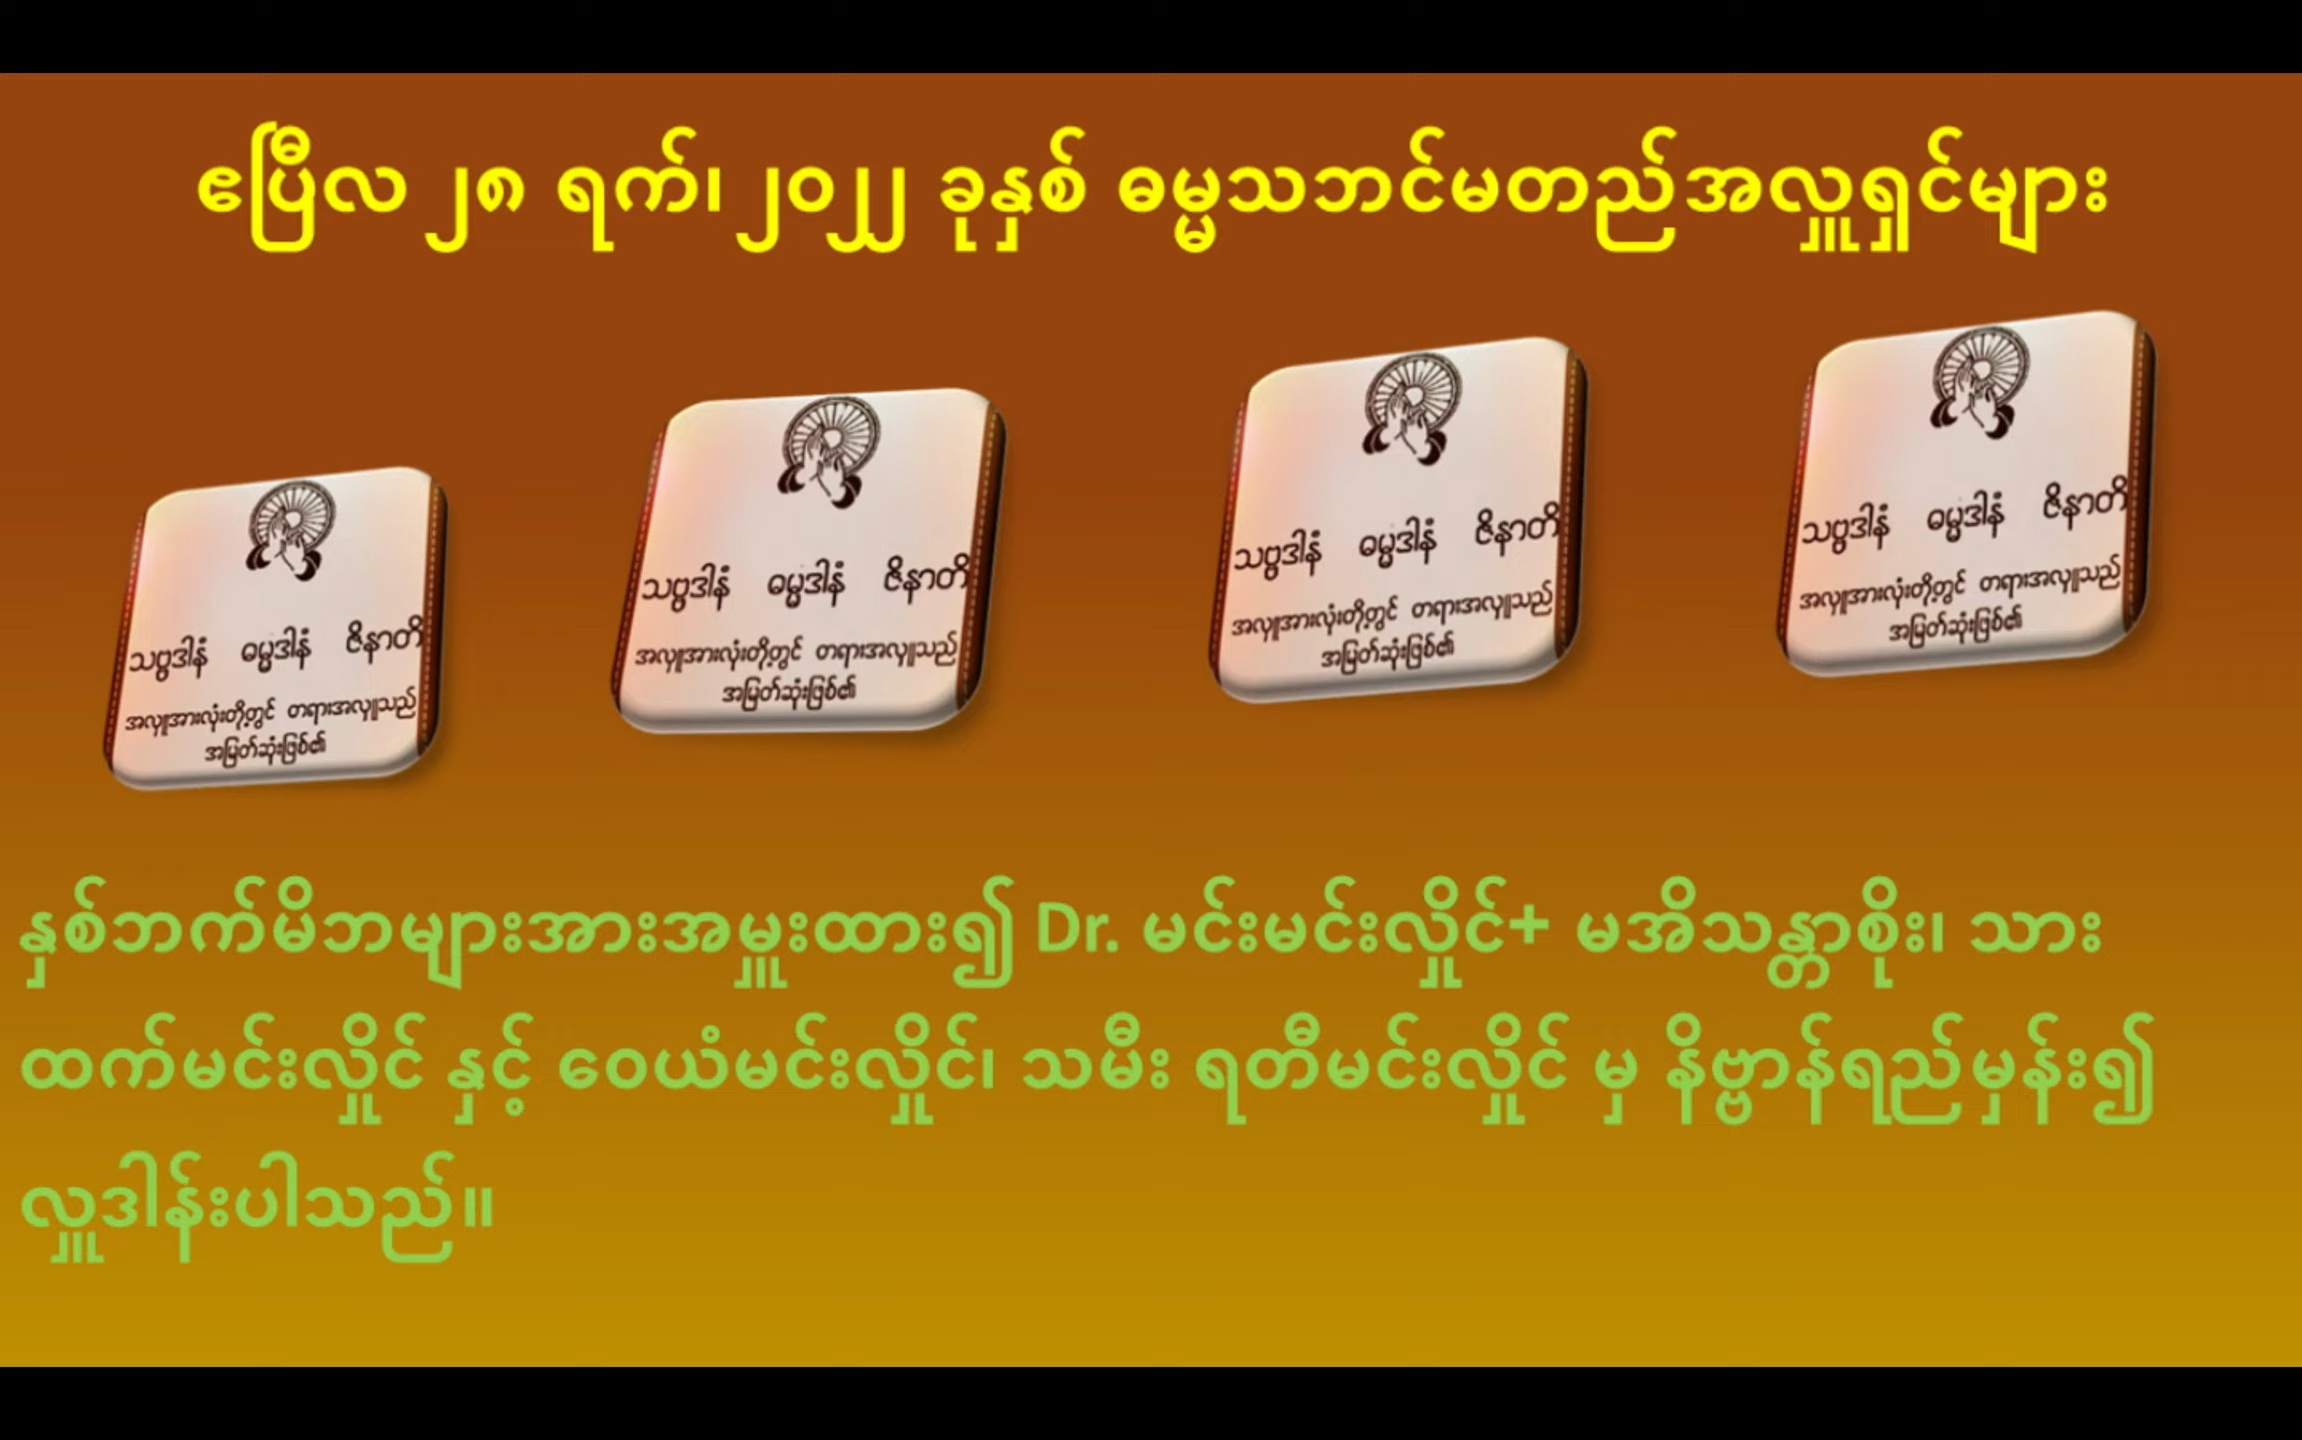 ဧပြီလ ၂၈ ရက်၊ ၂၀၂၂ ခုနှစ် ဓမ္မသဘင်မတည်အလှူရှင်များ
သဗ္ဗဒါနံ ဓမ္မဒါနံ ဇိနာတိ
အလှူအားလုံးတို့တွင် တရားအလှူသည်
အမြတ်ဆုံးဖြစ်၏
သဗ္ဗဒါနံ ဓမ္မဒါနံ ဇိနာတိ
အလှူအားလုံးတို့တွင် တရားအလှူသည်
အမြတ်ဆုံးဖြစ်၏
သဗ္ဗဒါနံ ဓမ္မဒါနံ ဇိနာတိ
အလှူအားလုံးတို့တွင် တရားအလှူသည်
အမြတ်ဆုံးဖြစ်၏
သဗ္ဗဒါနံ ဓမ္မဒါနံ ဇိနာတိ
အလှူအားလုံးတို့တွင် တရားအလှူသည်
အမြတ်ဆုံးဖြစ်၏
နှစ်ဘက်မိဘများအားအမှူးထား၍ Dr. မင်းမင်းလှိုင်+ မအိသန္တာစိုး၊ သား
ထက်မင်းလှိုင် နှင့် ဝေယံမင်းလှိုင်၊ သမီး ရတီမင်းလှိုင် မှ နိဗ္ဗာန်ရည်မှန်း၍
လှူဒါန်းပါသည်။